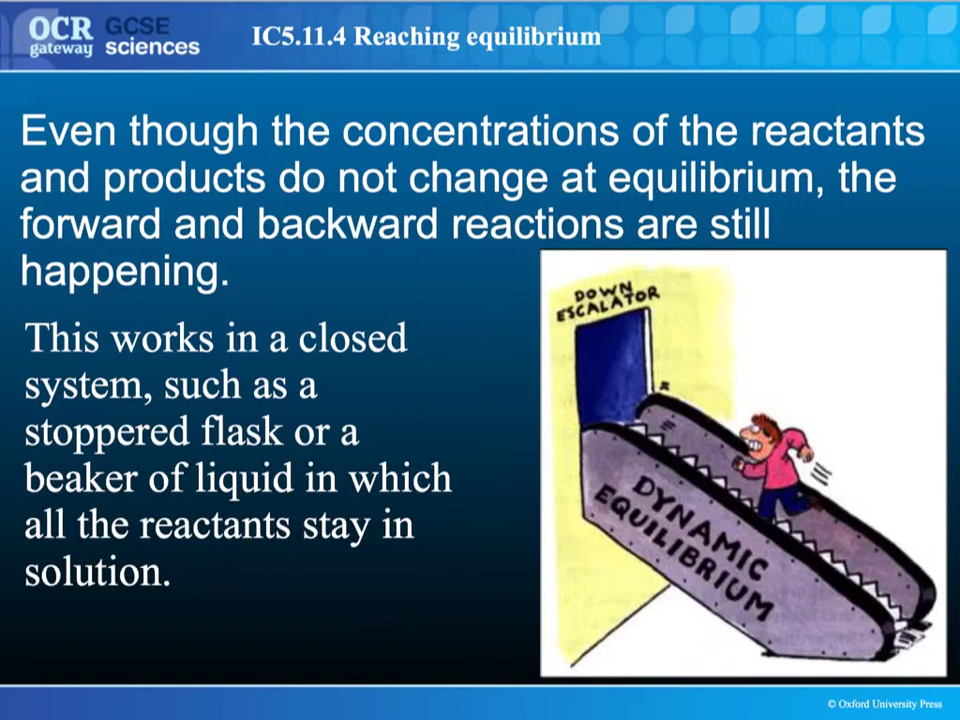 OCR GCSE
gateway sciences
IC5.11.4 Reaching equilibrium
Even though the concentrations of the reactants
and products do not change at equilibrium, the
forward and backward reactions are still
happening.
This works in a closed
system, such as a
stoppered flask or a
beaker of liquid in which
all the reactants stay in
solution.
DOWN
ESCALATOR
DYNAMIC
EQUILIBRIUM
© Oxford University Press